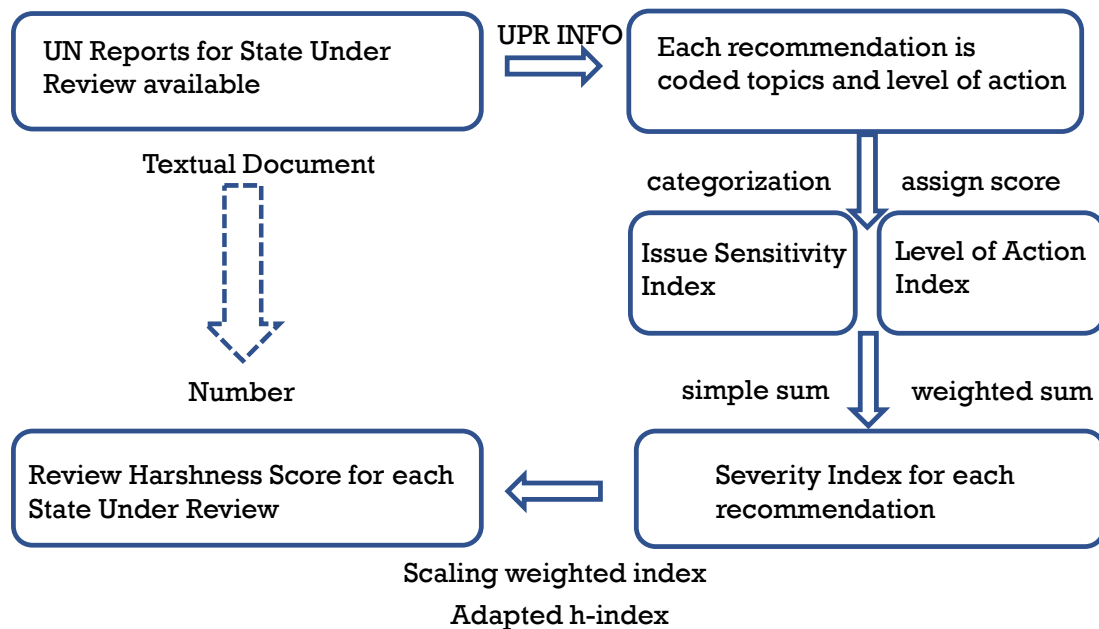 UN Reports for State Under
Review available
UPR INFO
Each recommendation is
coded topics and level of action
Textual Document
categorization
assign score
Issue Sensitivity
Index
Level of Action
Index
Number
simple sum
weighted sum
Review Harshness Score for each
State Under Review
Severity Index for each
recommendation
Scaling weighted index
Adapted h-index